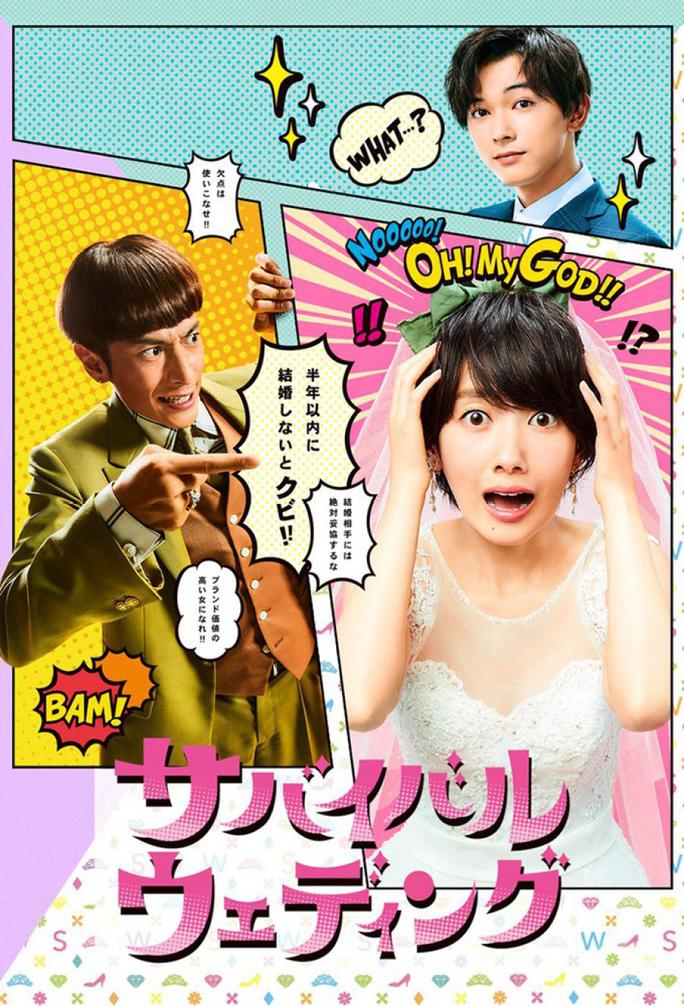 WHAT...?
欠点は
使いこなせ!!
NOOOOO!
OH! MY GOD!!
!!
!?
半年以内に
結婚しないとクビ!!
結婚相手には
絶対妥協するな
ブランド価値の
高い女になれ!!
BAM!
サバイバル
ウェディング
S
W
S
W
S
W
S